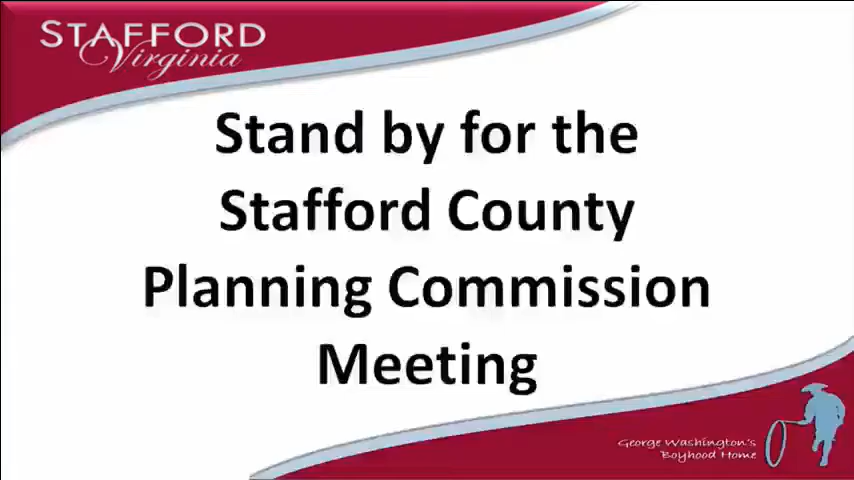 STAFFORD
Virginia
Stand by for the
Stafford County
Planning Commission
Meeting
George Washington's
Boyhood Home